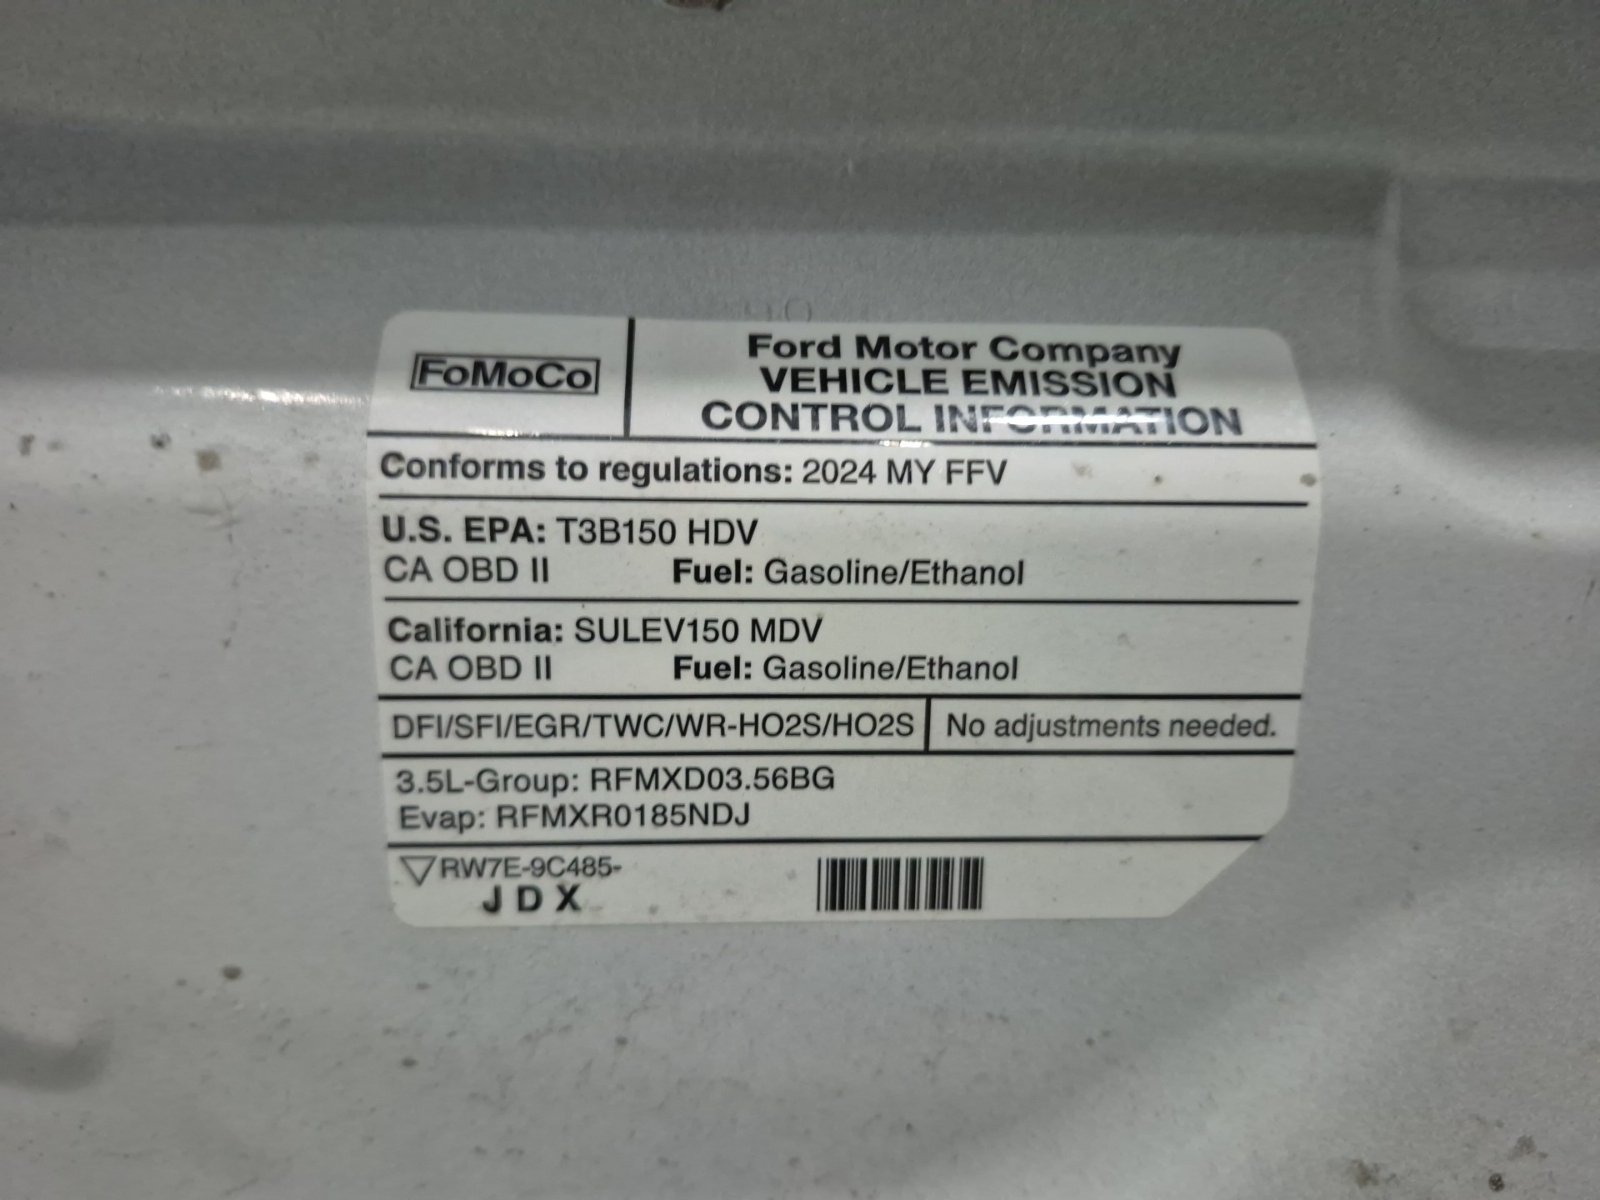 FoMoCo
Ford Motor Company
VEHICLE EMISSION
CONTROL INFORMATION
Conforms to regulations: 2024 MY FFV
U.S. EPA: T3B150 HDV
CA OBD II Fuel: Gasoline/Ethanol
California: SULEV150 MDV
CA OBD II Fuel: Gasoline/Ethanol
DFI/SFI/EGR/TWC/WR-HO2S/HO2S No adjustments needed.
3.5L-Group: RFMXD03.56BG
Evap: RFMXR0185NDJ
RW7E-9C485-
JDX